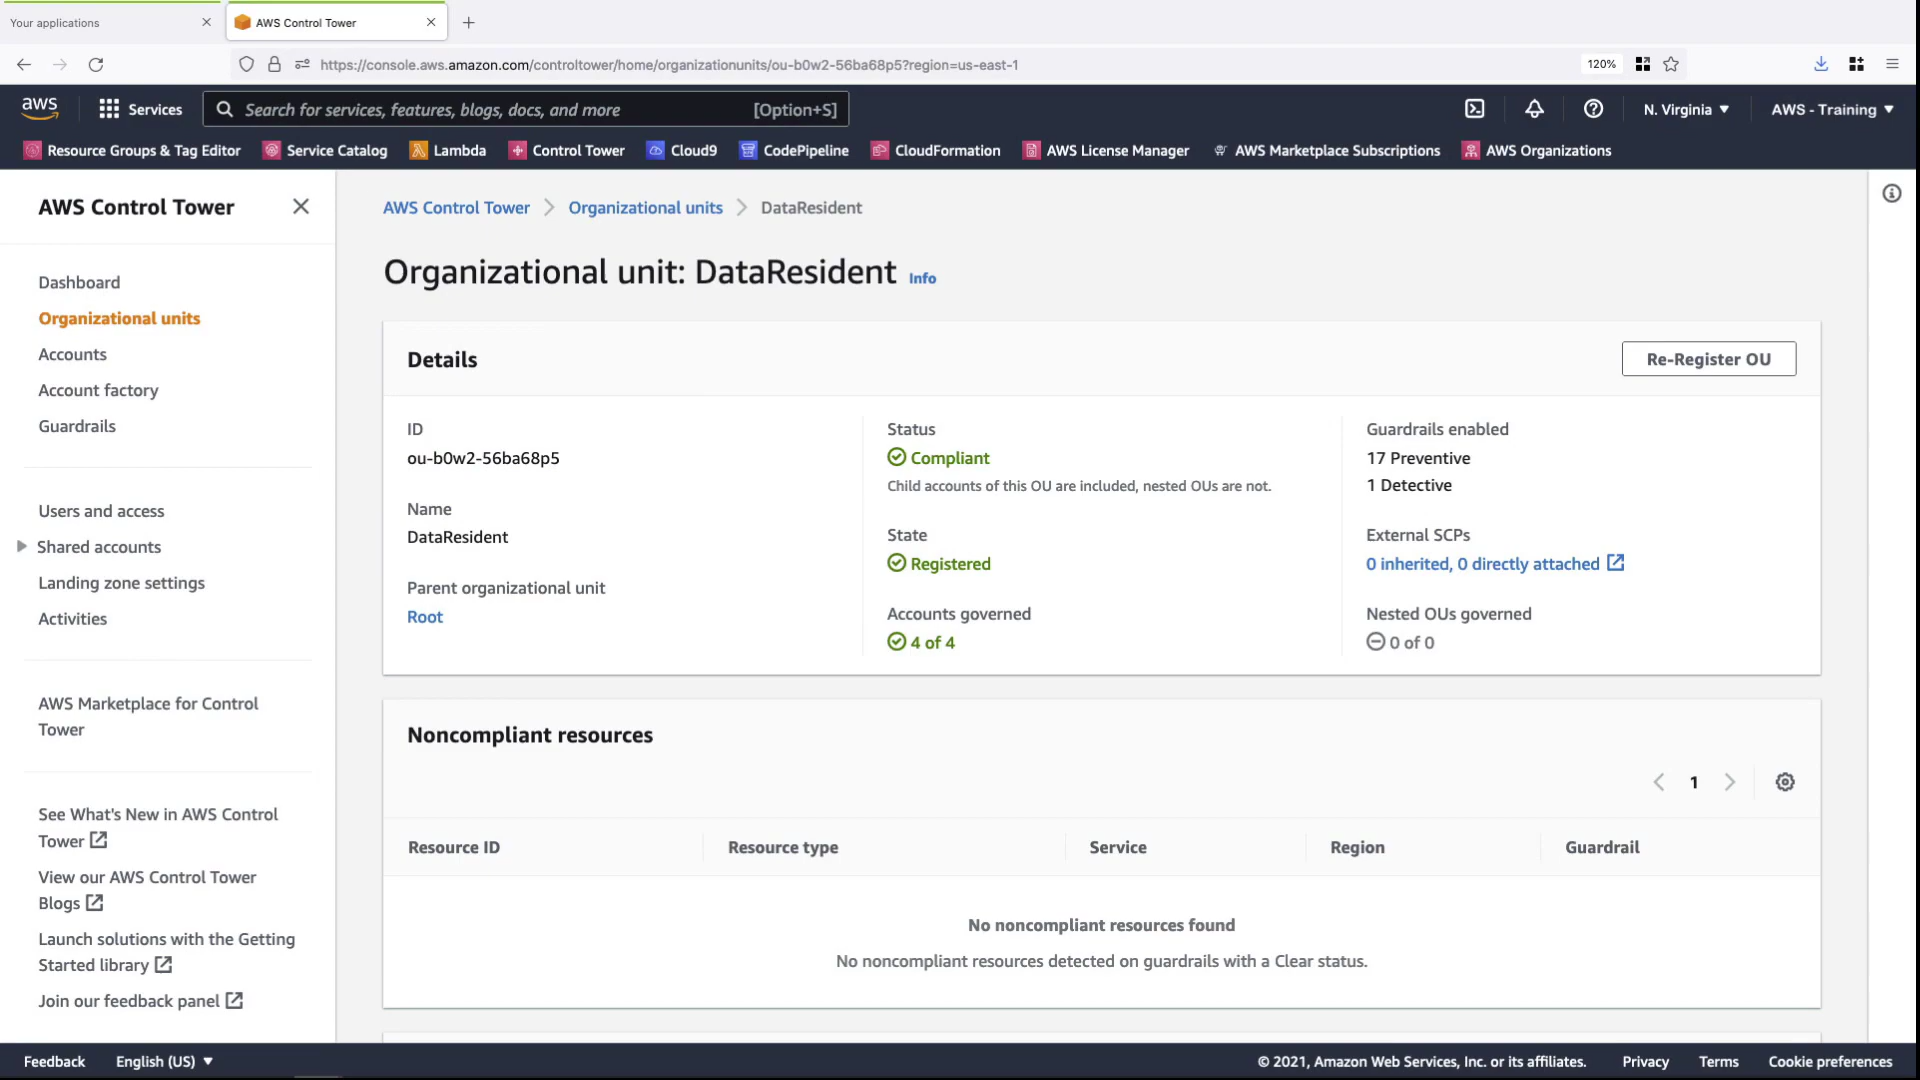 Your applications
AWS Control Tower
https://console.aws.amazon.com/controltower/home/organizationunits/ou-b0w2-56ba68p5?region=us-east-1
120%
aws
Services
Search for services, features, blogs, docs, and more
[Option+S]
N. Virginia
AWS - Training
Resource Groups & Tag Editor
Service Catalog
Lambda
Control Tower
Cloud9
CodePipeline
CloudFormation
AWS License Manager
AWS Marketplace Subscriptions
AWS Organizations
AWS Control Tower
Dashboard
Organizational units
Accounts
Account factory
Guardrails
Users and access
Shared accounts
Landing zone settings
Activities
AWS Marketplace for Control
Tower
See What's New in AWS Control
Tower
View our AWS Control Tower
Blogs
Launch solutions with the Getting
Started library
Join our feedback panel
AWS Control Tower
Organizational units
DataResident
Organizational unit: DataResident Info
Details
Re-Register OU
ID
ou-b0w2-56ba68p5
Name
DataResident
Parent organizational unit
Root
Status
Compliant
Child accounts of this OU are included, nested OUs are not.
State
Registered
Accounts governed
4 of 4
Guardrails enabled
17 Preventive
1 Detective
External SCPs
0 inherited, 0 directly attached
Nested OUs governed
0 of 0
Noncompliant resources
1
Resource ID
Resource type
Service
Region
Guardrail
No noncompliant resources found
No noncompliant resources detected on guardrails with a Clear status.
Feedback
English (US)
© 2021, Amazon Web Services, Inc. or its affiliates.
Privacy
Terms
Cookie preferences